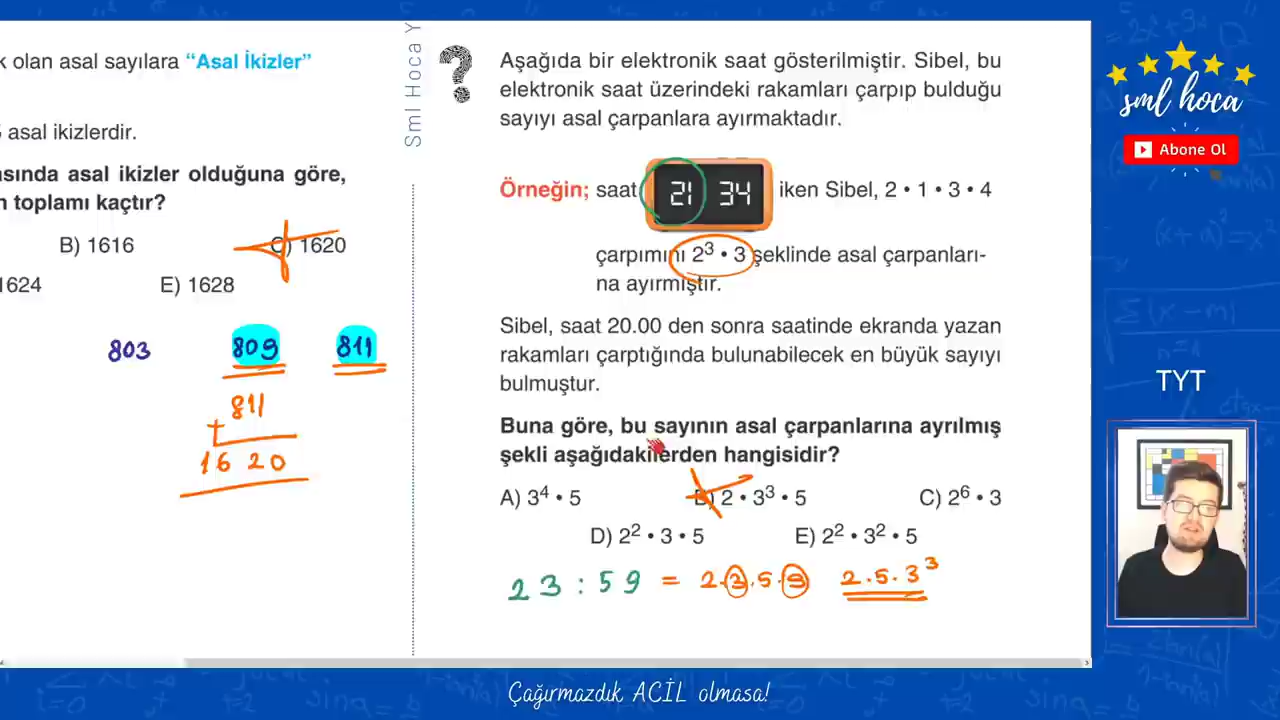 k olan asal sayılara “Asal İkizler”
asal ikizlerdir.
asında asal ikizler olduğuna göre,
n toplamı kaçtır?
B) 1616
C) 1620
1624
E) 1628
803
809
811
811
+
1620
Sml Hoca Y
?
Aşağıda bir elektronik saat gösterilmiştir. Sibel, bu
elektronik saat üzerindeki rakamları çarpıp bulduğu
sayıyı asal çarpanlara ayırmaktadır.
Örneğin; saat 21 34 iken Sibel, 2 • 1 • 3 • 4
çarpımını 2³ • 3 şeklinde asal çarpanları-
na ayırmıştır.
Sibel, saat 20.00 den sonra saatinde ekranda yazan
rakamları çarptığında bulunabilecek en büyük sayıyı
bulmuştur.
Buna göre, bu sayının asal çarpanlarına ayrılmış
şekli aşağıdakilerden hangisidir?
A) 3⁴ • 5
B) 2 • 3³ • 5
C) 2⁶ • 3
D) 2² • 3 • 5
E) 2² • 3² • 5
23:59 = 2.3.5.9 2.5.3³
sml hoca
Abone Ol
TYT
Çağırmazdık ACİL olmasa!